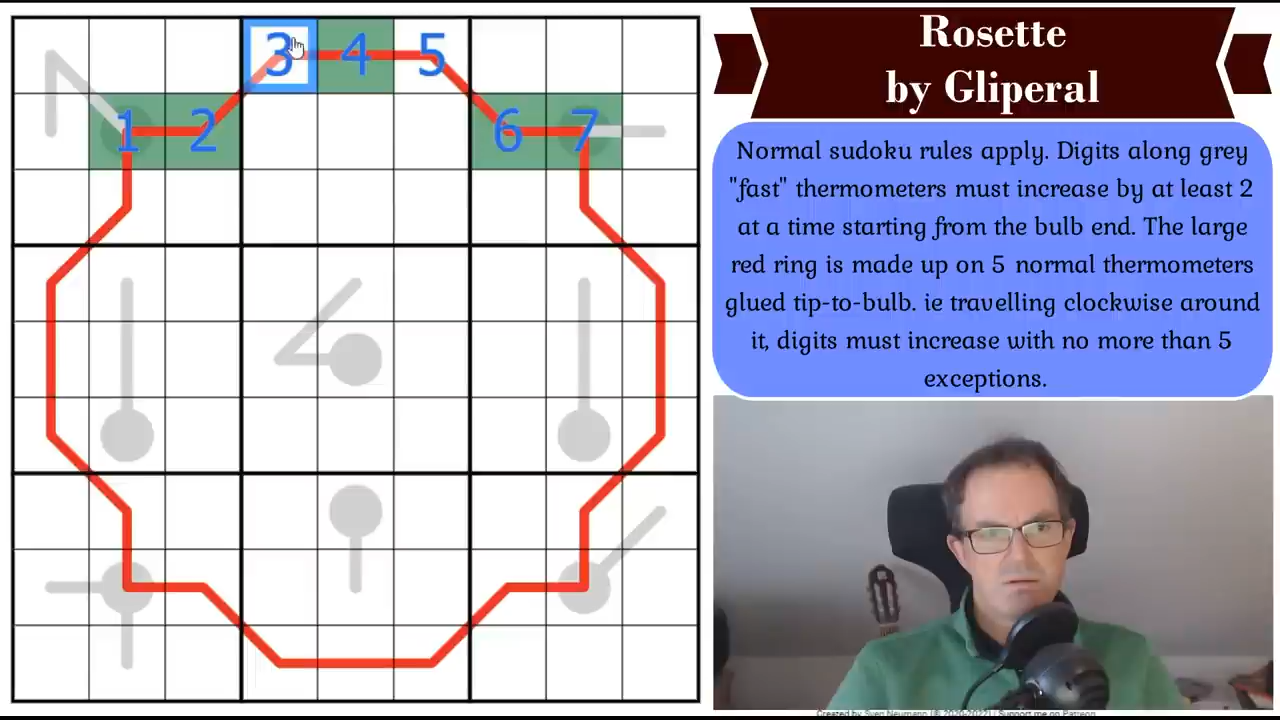 3 4 5
1 2 6 7
Rosette
by Gliperal
Normal sudoku rules apply. Digits along grey
"fast" thermometers must increase by at least 2
at a time starting from the bulb end. The large
red ring is made up on 5 normal thermometers
glued tip-to-bulb. ie travelling clockwise around
it, digits must increase with no more than 5
exceptions.